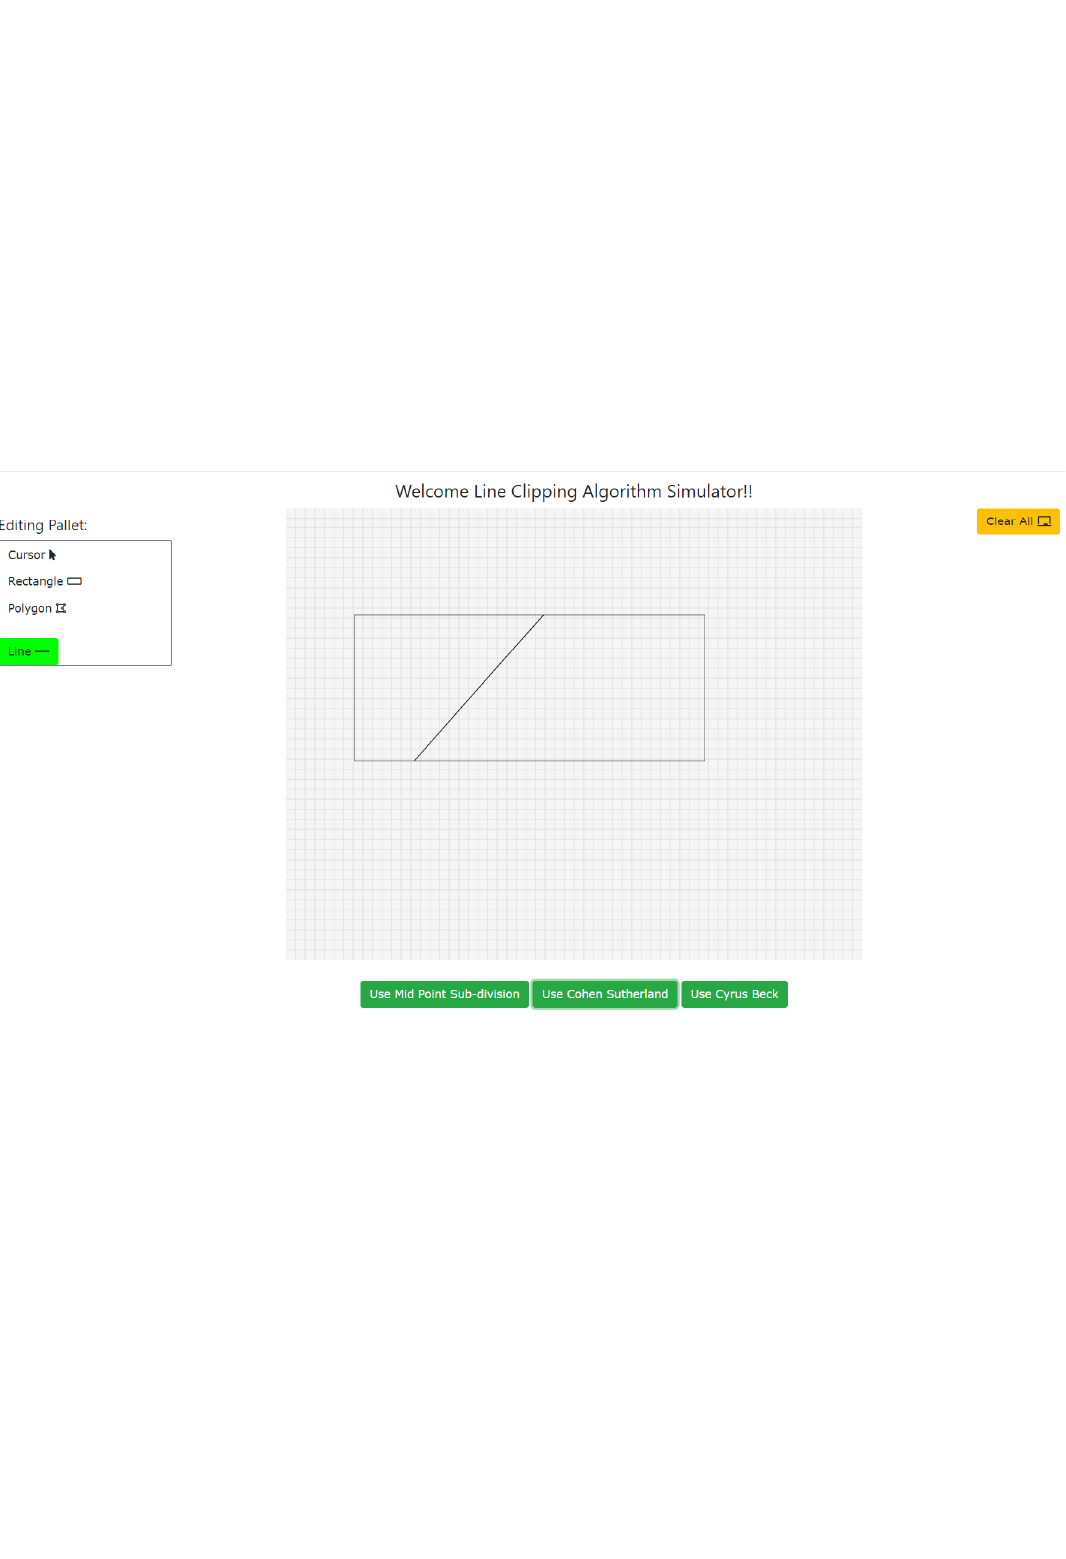 Welcome Line Clipping Algorithm Simulator!!
Clear All
Editing Pallet:
Cursor
Rectangle
Polygon
Line
Use Mid Point Sub-division
Use Cohen Sutherland
Use Cyrus Beck